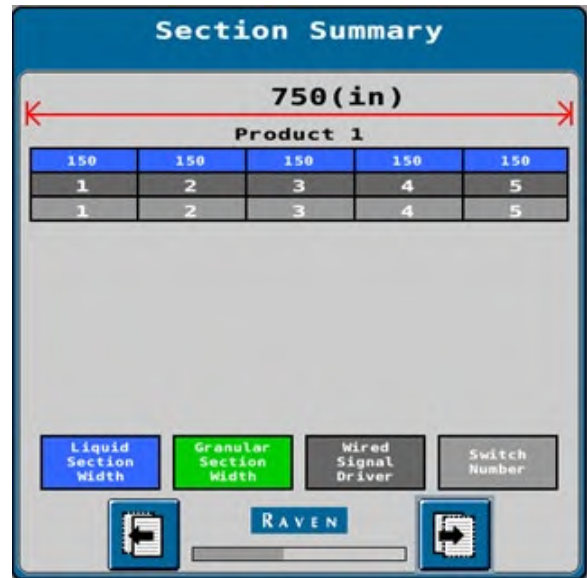 Section Summary
750(in)
Product 1
150 150 150 150 150
1 2 3 4 5
1 2 3 4 5
Liquid Section Width
Granular Section Width
Wired Signal Driver
Switch Number
RAVEN